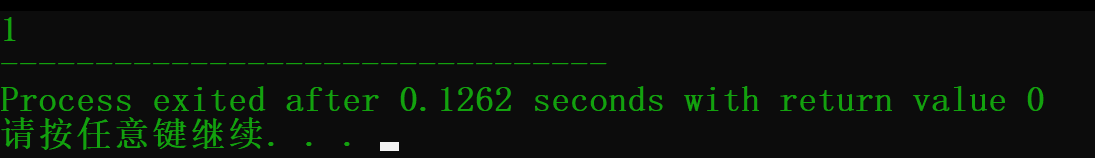 1
--------------------------------
Process exited after 0.1262 seconds with return value 0
请按任意键继续. . .